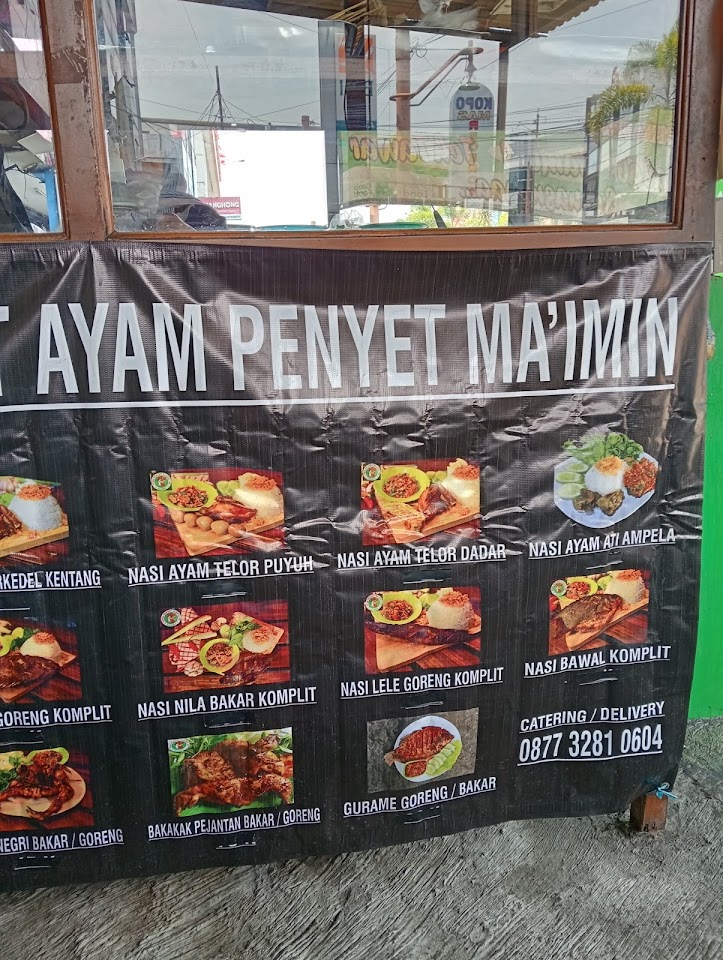 KOPO
MAS
ANGHONG
T AYAM PENYET MA'IMIN
RKEDEL KENTANG
NASI AYAM TELOR PUYUH
NASI AYAM TELOR DADAR
NASI AYAM ATI AMPELA
GORENG KOMPLIT
NASI NILA BAKAR KOMPLIT
NASI LELE GORENG KOMPLIT
NASI BAWAL KOMPLIT
NEGRI BAKAR / GORENG
BAKAKAK PEJANTAN BAKAR / GORENG
GURAME GORENG / BAKAR
CATERING / DELIVERY
0877 3281 0604